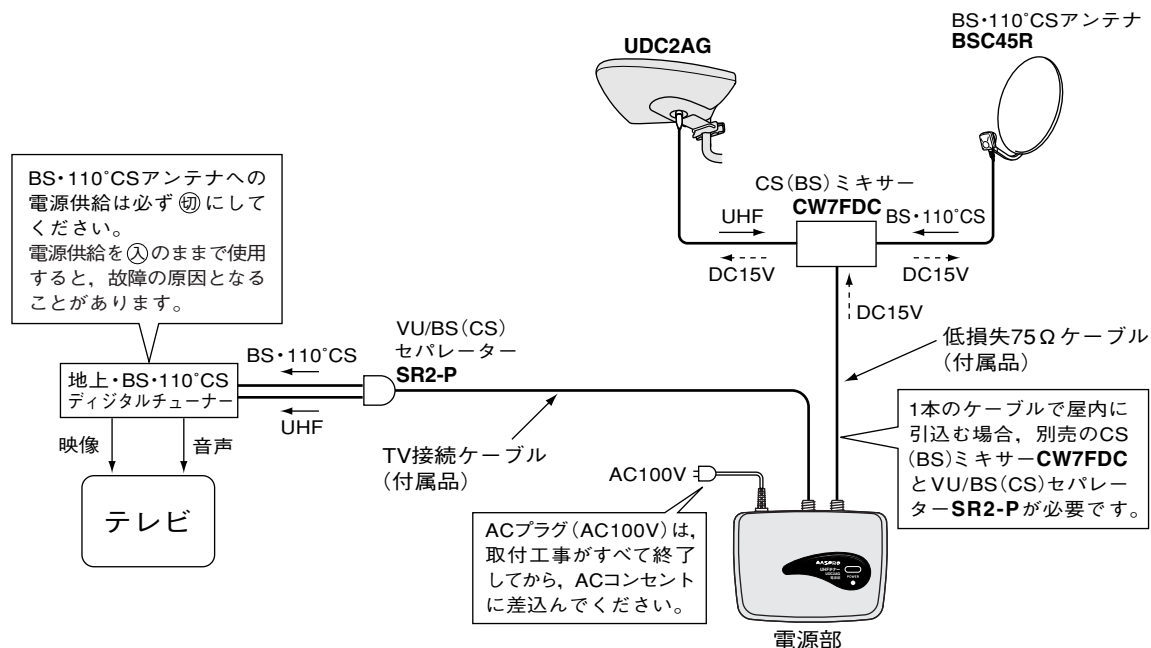 BS・110°CSアンテナ
BSC45R
UDC2AG
CS(BS)ミキサー
CW7FDC
UHF
BS・110°CS
DC15V
DC15V
DC15V
BS・110°CSアンテナへの
電源供給は必ず㊀切にして
ください。
電源供給を入のままで使用
すると，故障の原因となる
ことがあります。
VU/BS(CS)
セパレーター
SR2-P
BS・110°CS
UHF
地上・BS・110°CS
ディジタルチューナー
映像
音声
テレビ
TV接続ケーブル
(付属品)
低損失75Ωケーブル
(付属品)
1本のケーブルで屋内に
引込む場合，別売のCS
(BS)ミキサーCW7FDC
とVU/BS(CS)セパレー
ターSR2-Pが必要です。
AC100V
ACプラグ(AC100V)は，
取付工事がすべて終了
してから，ACコンセント
に差込んでください。
MASPRO
POWER
電源部